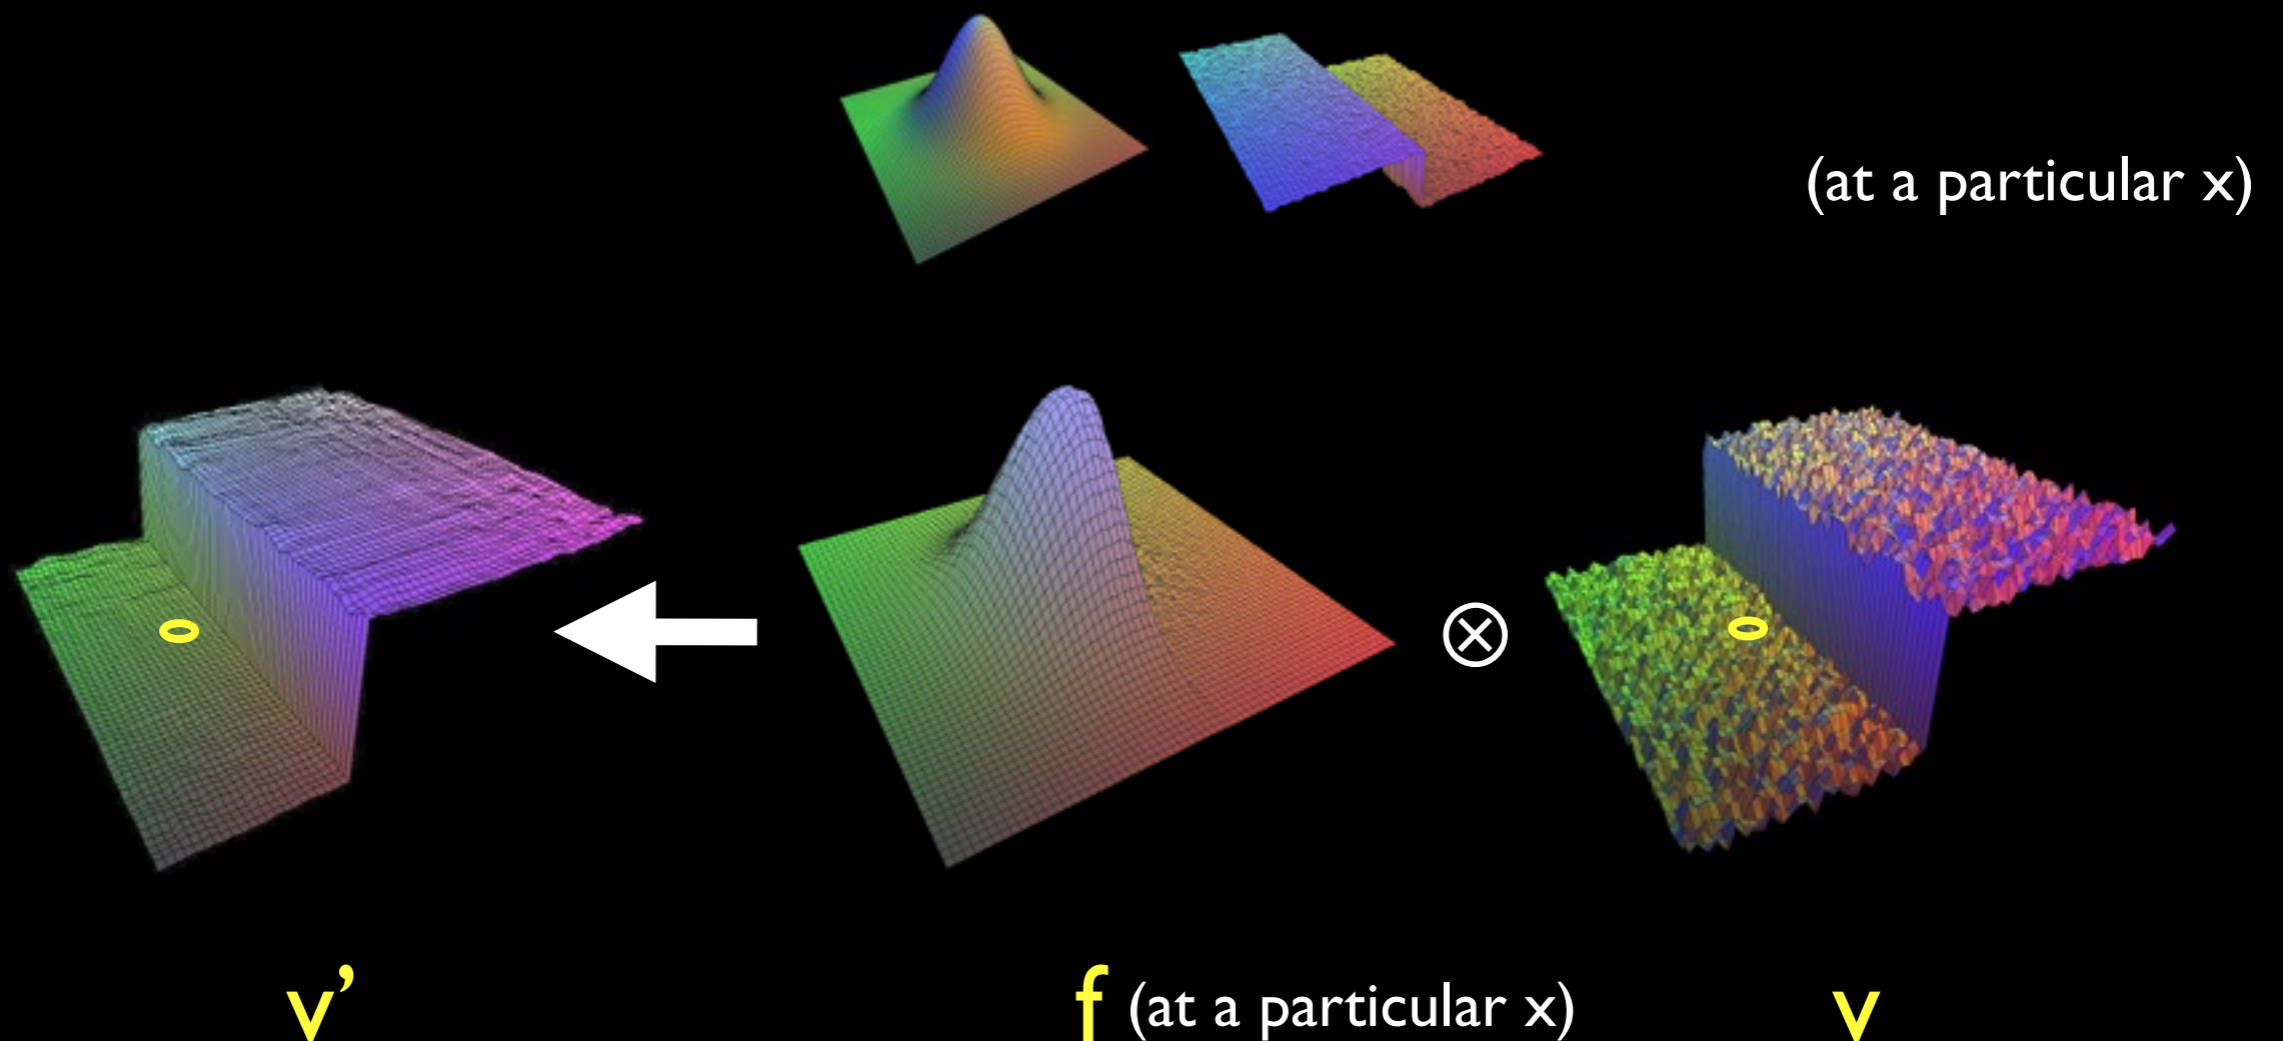 (at a particular x)
⊗
v’
f (at a particular x)
v